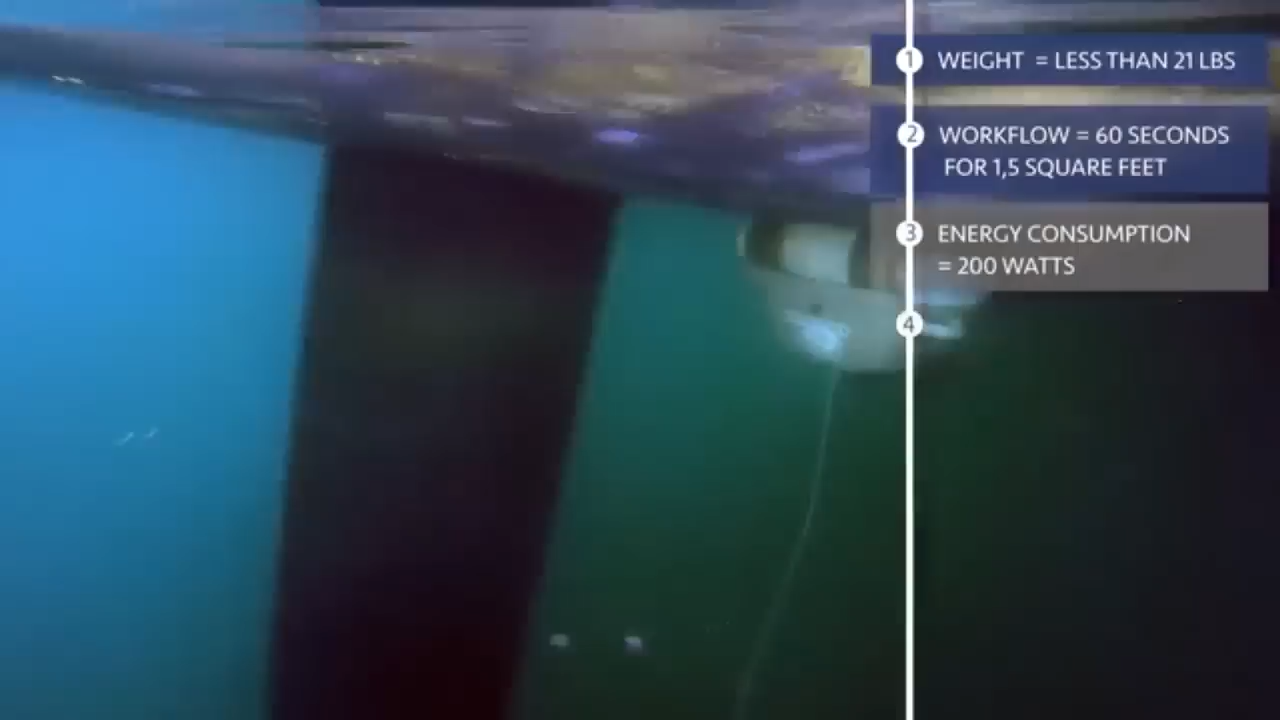 1 WEIGHT = LESS THAN 21 LBS
2 WORKFLOW = 60 SECONDS
FOR 1,5 SQUARE FEET
3 ENERGY CONSUMPTION
= 200 WATTS
4